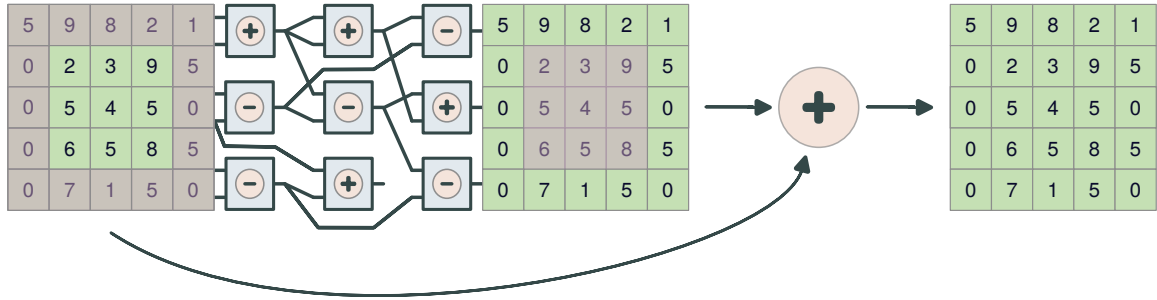 5 9 8 2 1 + + − 5 9 8 2 1 5 9 8 2 1
0 2 3 9 5 0 2 3 9 5 0 2 3 9 5
0 5 4 5 0 − − + 0 5 4 5 0 + 0 5 4 5 0
0 6 5 8 5 0 6 5 8 5 0 6 5 8 5
0 7 1 5 0 − + − 0 7 1 5 0 0 7 1 5 0